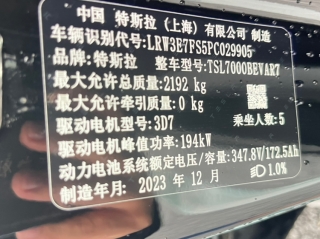 中国 特斯拉(上海)有限公司 制造
车辆识别代号:LRW3E7FS5PC029905
品牌:特斯拉 整车型号:TSL7000BEVAR7
最大允许总质量:2192 kg
最大允许牵引质量:0 kg
驱动电机型号:3D7 乘坐人数:5
驱动电机峰值功率:194kW
动力电池系统额定电压/容量:347.8V/172.5Ah
制造年月:2023 年 12 月 1.0%